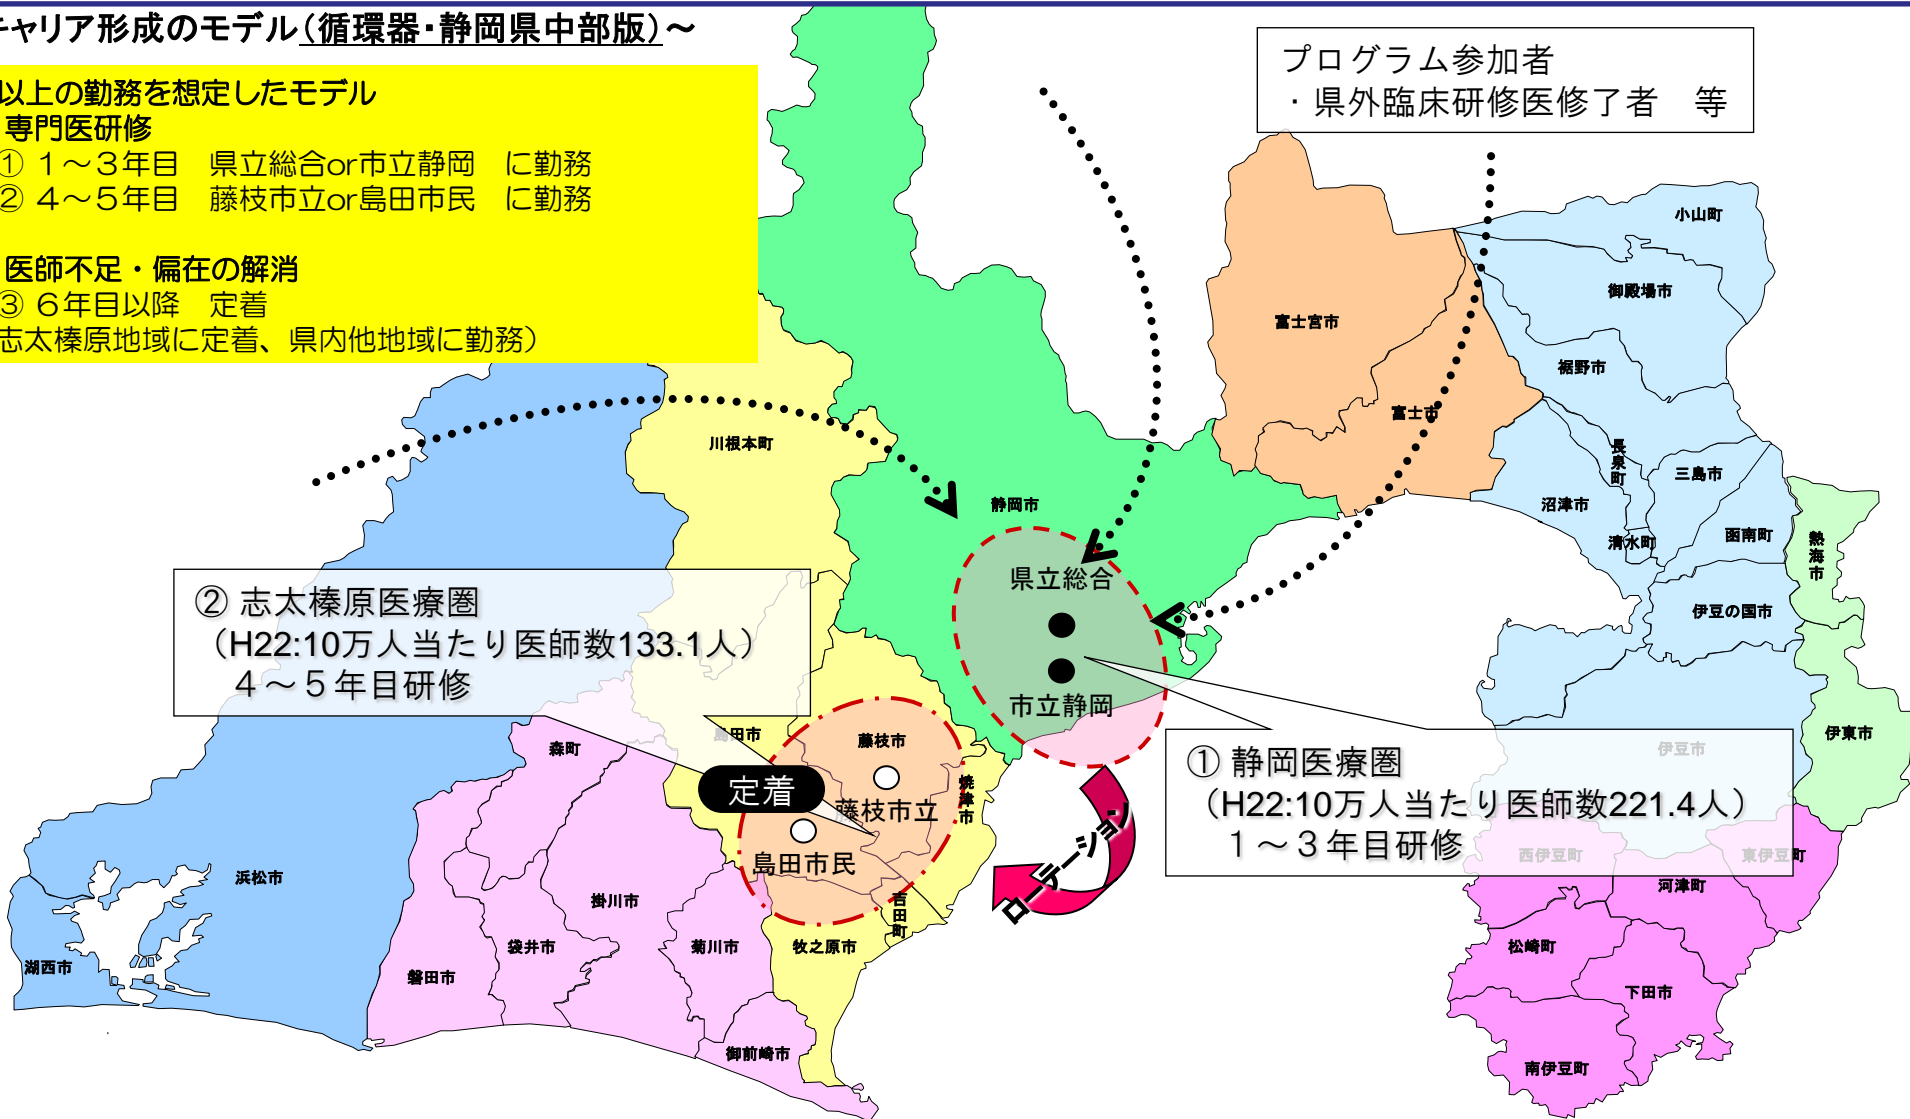 キャリア形成のモデル(循環器・静岡県中部版)～
以上の勤務を想定したモデル
専門医研修
① １～３年目　県立総合or市立静岡　に勤務
② ４～５年目　藤枝市立or島田市民　に勤務
医師不足・偏在の解消
③ ６年目以降　定着
志太榛原地域に定着、県内他地域に勤務）
プログラム参加者
・県外臨床研修医修了者　等
小山町
御殿場市
富士宮市
裾野市
富士市
川根本町
長泉町
三島市
静岡市
沼津市
函南町
清水町
熱海市
県立総合
伊豆の国市
② 志太榛原医療圏
（H22:10万人当たり医師数133.1人）
４～５年目研修
市立静岡
島田市
藤枝市
森町
伊豆市
伊東市
① 静岡医療圏
（H22:10万人当たり医師数221.4人）
１～３年目研修
定着
焼津市
藤枝市立
ローテーション
島田市民
西伊豆町
東伊豆町
河津町
浜松市
掛川市
吉田町
袋井市
菊川市
牧之原市
松崎町
湖西市
磐田市
下田市
御前崎市
南伊豆町